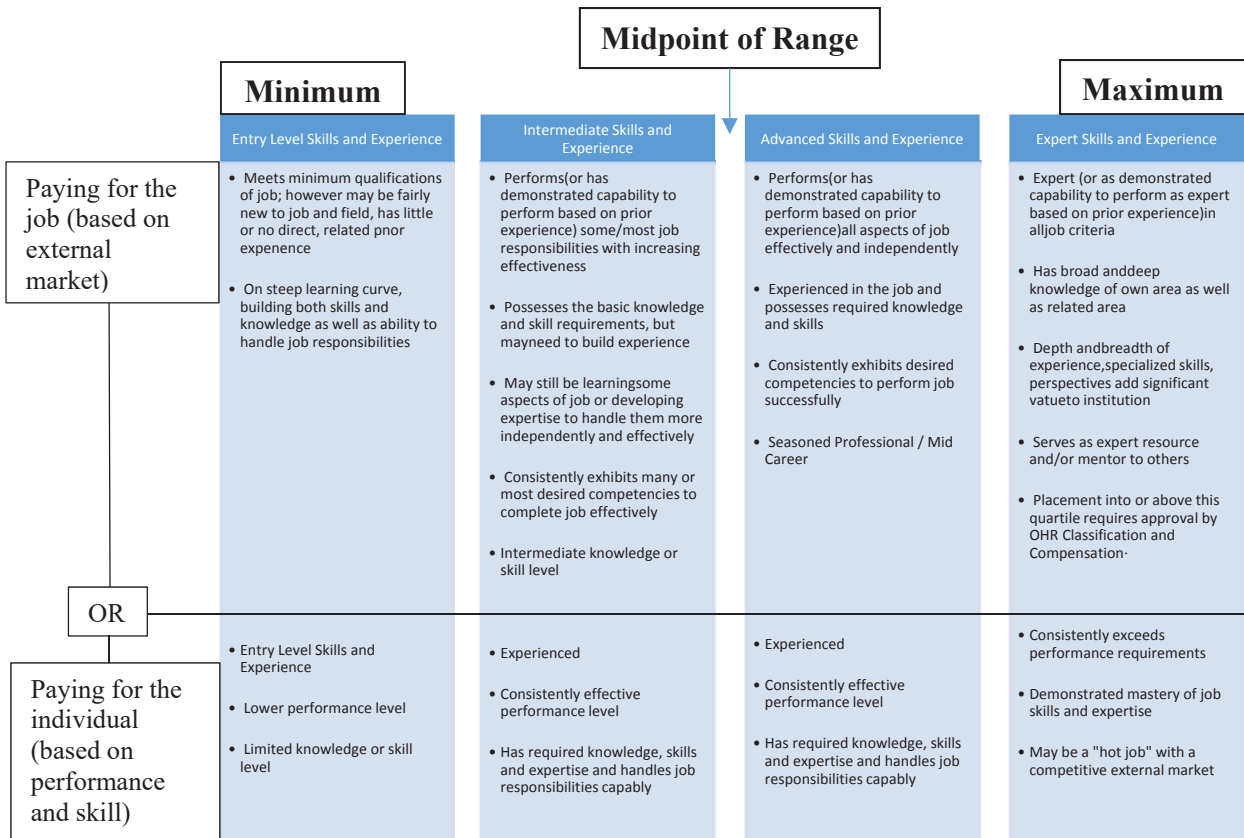 Midpoint of Range
Minimum
Maximum
Entry Level Skills and Experience
Intermediate Skills and
Experience
Advanced Skills and Experience
Expert Skills and Experience
Paying for the
job (based on
external
market)
• Meets minimum qualifications
of job; however may be fairly
new to job and field, has little
or no direct, related pnor
expenence
• On steep learning curve,
building both skills and
knowledge as well as ability to
handle job responsibilities
• Performs(or has
demonstrated capability to
perform based on prior
experience) some/most job
responsibilities with increasing
effectiveness
• Possesses the basic knowledge
and skill requirements, but
mayneed to build experience
• May still be learningsome
aspects of job or developing
expertise to handle them more
independently and effectively
• Consistently exhibits many or
most desired competencies to
complete job effectively
• Intermediate knowledge or
skill level
• Performs(or has
demonstrated capability to
perform based on prior
experience)all aspects of job
effectively and independently
• Experienced in the job and
possesses required knowledge
and skills
• Consistently exhibits desired
competencies to perform job
successfully
• Seasoned Professional / Mid
Career
• Expert (or as demonstrated
capability to perform as expert
based on prior experience)in
alljob criteria
• Has broad anddeep
knowledge of own area as well
as related area
• Depth andbreadth of
experience,specialized skills,
perspectives add significant
vatueto institution
• Serves as expert resource
and/or mentor to others
• Placement into or above this
quartile requires approval by
OHR Classification and
Compensation·
OR
Paying for the
individual
(based on
performance
and skill)
• Entry Level Skills and
Experience
• Lower performance level
• Limited knowledge or skill
level
• Experienced
• Consistently effective
performance level
• Has required knowledge, skills
and expertise and handles job
responsibilities capably
• Experienced
• Consistently effective
performance level
• Has required knowledge, skills
and expertise and handles job
responsibilities capably
• Consistently exceeds
performance requirements
• Demonstrated mastery of job
skills and expertise
• May be a "hot job" with a
competitive external market